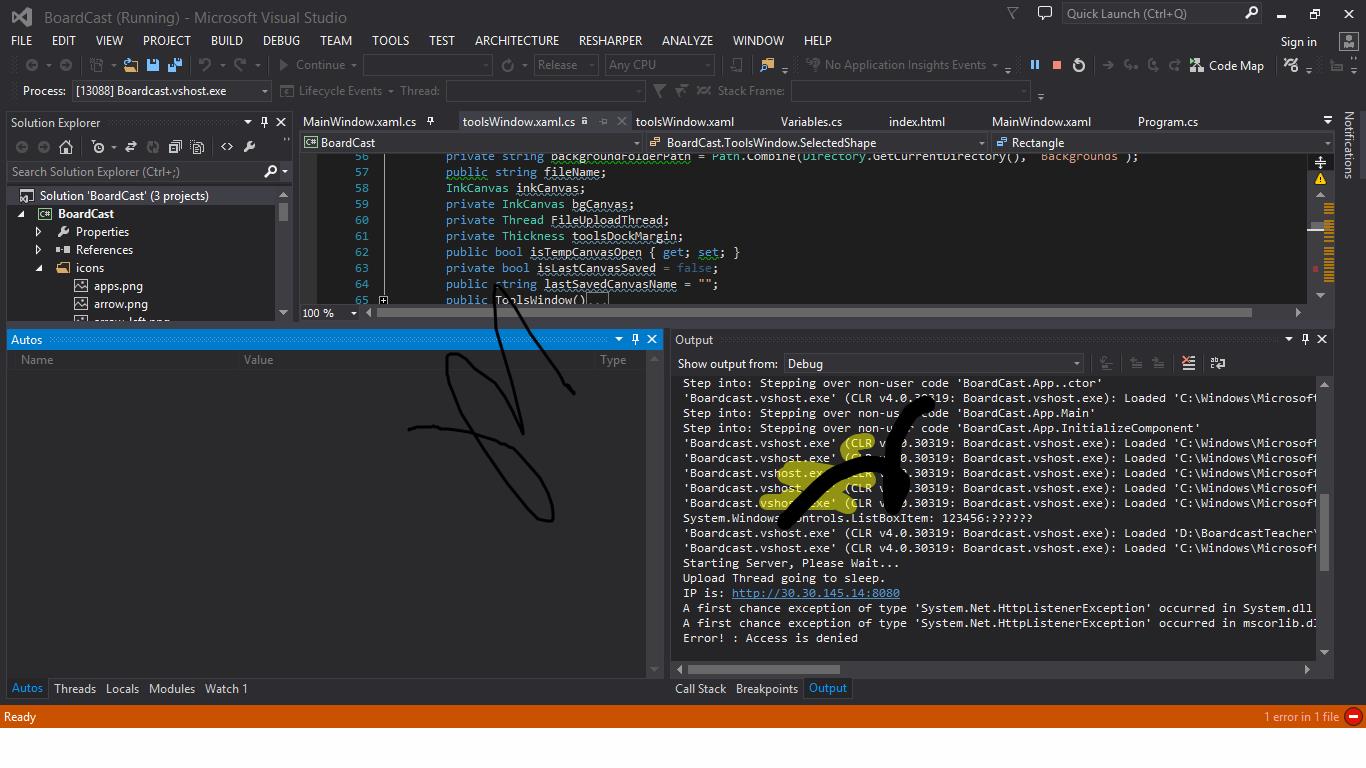 BoardCast (Running) - Microsoft Visual Studio
Quick Launch (Ctrl+Q)
FILE EDIT VIEW PROJECT BUILD DEBUG TEAM TOOLS TEST ARCHITECTURE RESHARPER ANALYZE WINDOW HELP
Sign in
Continue Release Any CPU No Application Insights Events Code Map
Process: [13088] Boardcast.vshost.exe Lifecycle Events Thread: Stack Frame:
Solution Explorer
Search Solution Explorer (Ctrl+;)
Solution 'BoardCast' (3 projects)
BoardCast
Properties
References
icons
apps.png
arrow.png
arrow_left.png
MainWindow.xaml.cs toolsWindow.xaml.cs toolsWindow.xaml Variables.cs index.html MainWindow.xaml Program.cs
BoardCast BoardCast.ToolsWindow.SelectedShape Rectangle
56 private string backgroundFolderPath = Path.Combine(Directory.GetCurrentDirectory(), "Backgrounds");
57 public string fileName;
58 InkCanvas inkCanvas;
59 private InkCanvas bgCanvas;
60 private Thread FileUploadThread;
61 private Thickness toolsDockMargin;
62 public bool isTempCanvasOpen { get; set; }
63 private bool isLastCanvasSaved = false;
64 public string lastSavedCanvasName = "";
65 public ToolsWindow()...
100 %
Notifications
Autos
Name Value Type
Autos Threads Locals Modules Watch 1
Output
Show output from: Debug
Step into: Stepping over non-user code 'BoardCast.App..ctor'
'Boardcast.vshost.exe' (CLR v4.0.30319: Boardcast.vshost.exe): Loaded 'C:\Windows\Microsoft
Step into: Stepping over non-user code 'BoardCast.App.Main'
Step into: Stepping over non-user code 'BoardCast.App.InitializeComponent'
'Boardcast.vshost.exe' (CLR v4.0.30319: Boardcast.vshost.exe): Loaded 'C:\Windows\Microsoft
'Boardcast.vshost.exe' (CLR v4.0.30319: Boardcast.vshost.exe): Loaded 'C:\Windows\Microsoft
'Boardcast.vshost.exe' (CLR v4.0.30319: Boardcast.vshost.exe): Loaded 'C:\Windows\Microsoft
'Boardcast.vshost.exe' (CLR v4.0.30319: Boardcast.vshost.exe): Loaded 'C:\Windows\Microsoft
'Boardcast.vshost.exe' (CLR v4.0.30319: Boardcast.vshost.exe): Loaded 'C:\Windows\Microsoft
System.Windows.Controls.ListBoxItem: 123456:??????
'Boardcast.vshost.exe' (CLR v4.0.30319: Boardcast.vshost.exe): Loaded 'D:\BoardcastTeacher\
'Boardcast.vshost.exe' (CLR v4.0.30319: Boardcast.vshost.exe): Loaded 'C:\Windows\Microsoft
Starting Server, Please Wait...
Upload Thread going to sleep.
IP is: http://30.30.145.14:8080
A first chance exception of type 'System.Net.HttpListenerException' occurred in System.dll
A first chance exception of type 'System.Net.HttpListenerException' occurred in mscorlib.d
Error! : Access is denied
Call Stack Breakpoints Output
Ready
1 error in 1 file